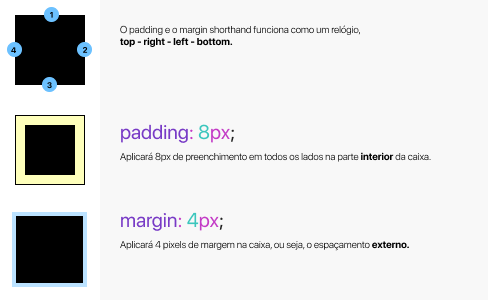 1
O padding e o margin shorthand funciona como um relógio,
top - right - left - bottom.
4
2
3
padding: 8px;
Aplicará 8px de preenchimento em todos os lados na parte interior da caixa.
margin: 4px;
Aplicará 4 pixels de margem na caixa, ou seja, o espaçamento externo.